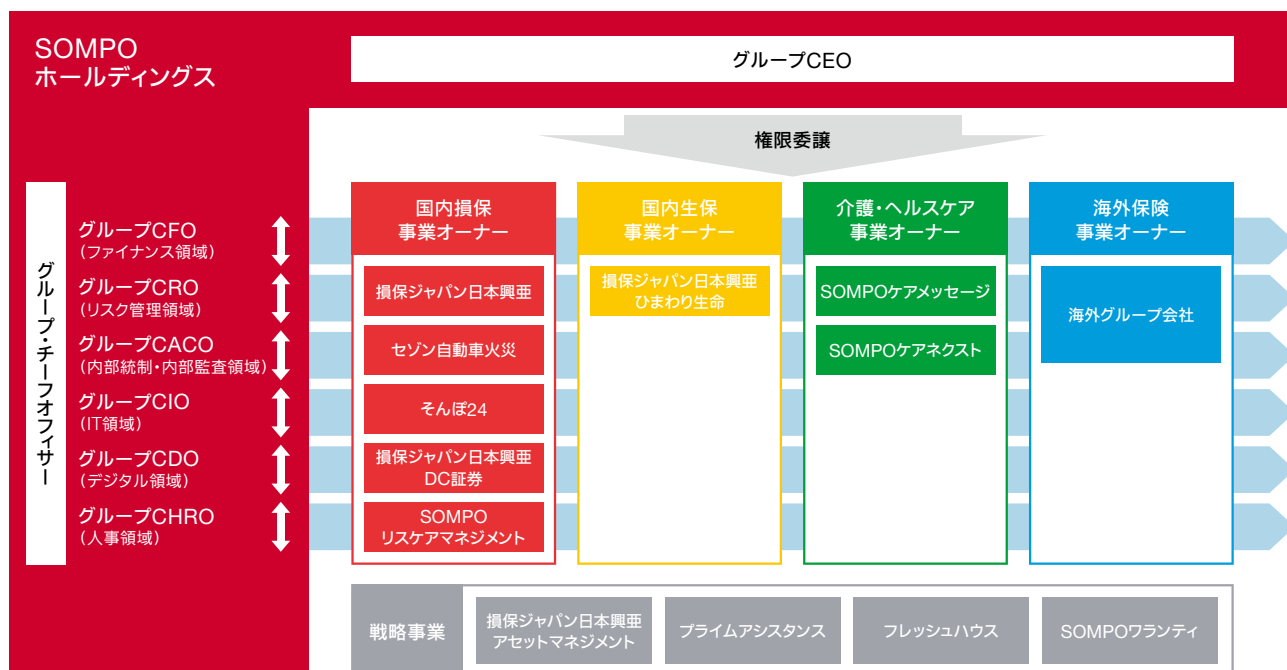 SOMPO
ホールディングス
グループCEO
権限委譲
グループ・チーフオフィサー
グループCFO
(ファイナンス領域)
グループCRO
(リスク管理領域)
グループCACO
(内部統制・内部監査領域)
グループCIO
(IT領域)
グループCDO
(デジタル領域)
グループCHRO
(人事領域)
国内損保
事業オーナー
損保ジャパン日本興亜
セゾン自動車火災
そんぽ24
損保ジャパン日本興亜
DC証券
SOMPO
リスケアマネジメント
国内生保
事業オーナー
損保ジャパン日本興亜
ひまわり生命
介護・ヘルスケア
事業オーナー
SOMPOケアメッセージ
SOMPOケアネクスト
海外保険
事業オーナー
海外グループ会社
戦略事業
損保ジャパン日本興亜
アセットマネジメント
プライムアシスタンス
フレッシュハウス
SOMPOワランティ